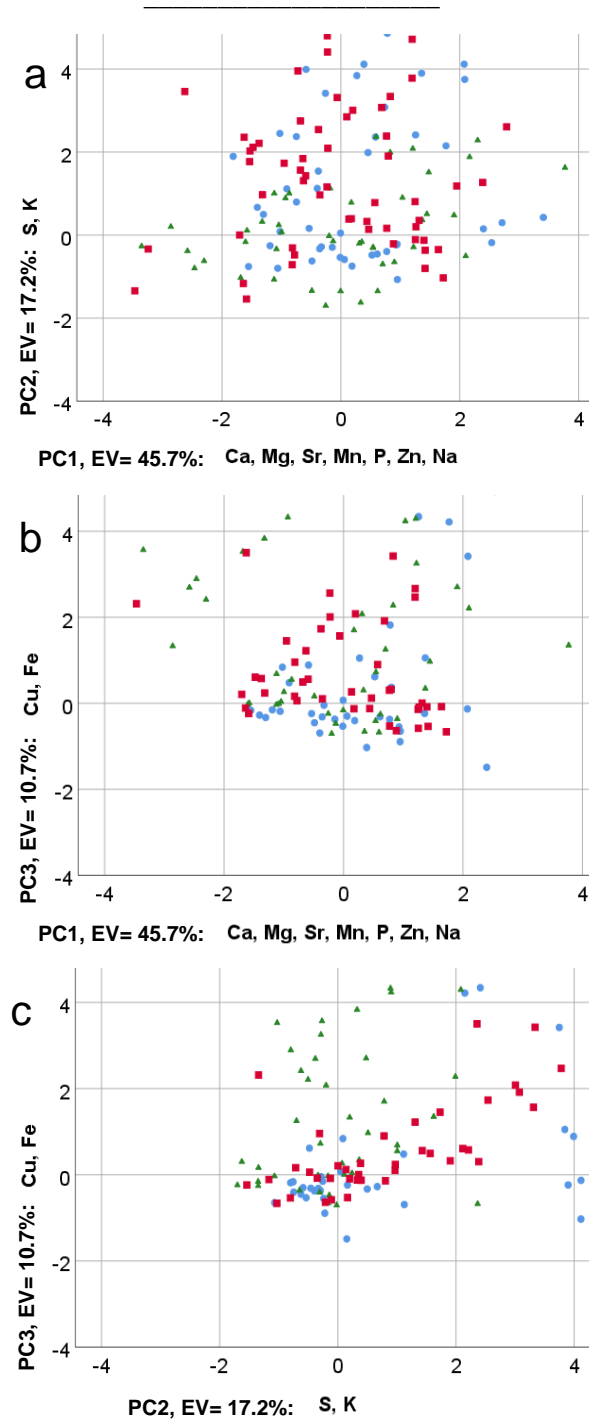 a
4
2
0
-2
-4
-4 -2 0 2 4
PC2, EV= 17.2%: S, K
PC1, EV= 45.7%: Ca, Mg, Sr, Mn, P, Zn, Na
b
4
2
0
-2
-4
-4 -2 0 2 4
PC3, EV= 10.7%: Cu, Fe
PC1, EV= 45.7%: Ca, Mg, Sr, Mn, P, Zn, Na
c
4
2
0
-2
-4
-4 -2 0 2 4
PC3, EV= 10.7%: Cu, Fe
PC2, EV= 17.2%: S, K